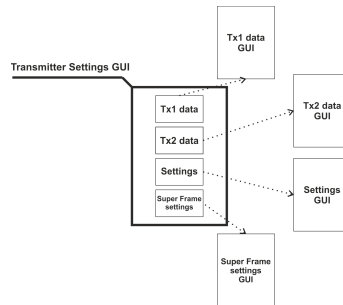 Tx1 data
GUI
Transmitter Settings GUI
Tx1 data
Tx2 data
Settings
Super Frame
settings
Tx2 data
GUI
Settings
GUI
Super Frame
settings
GUI